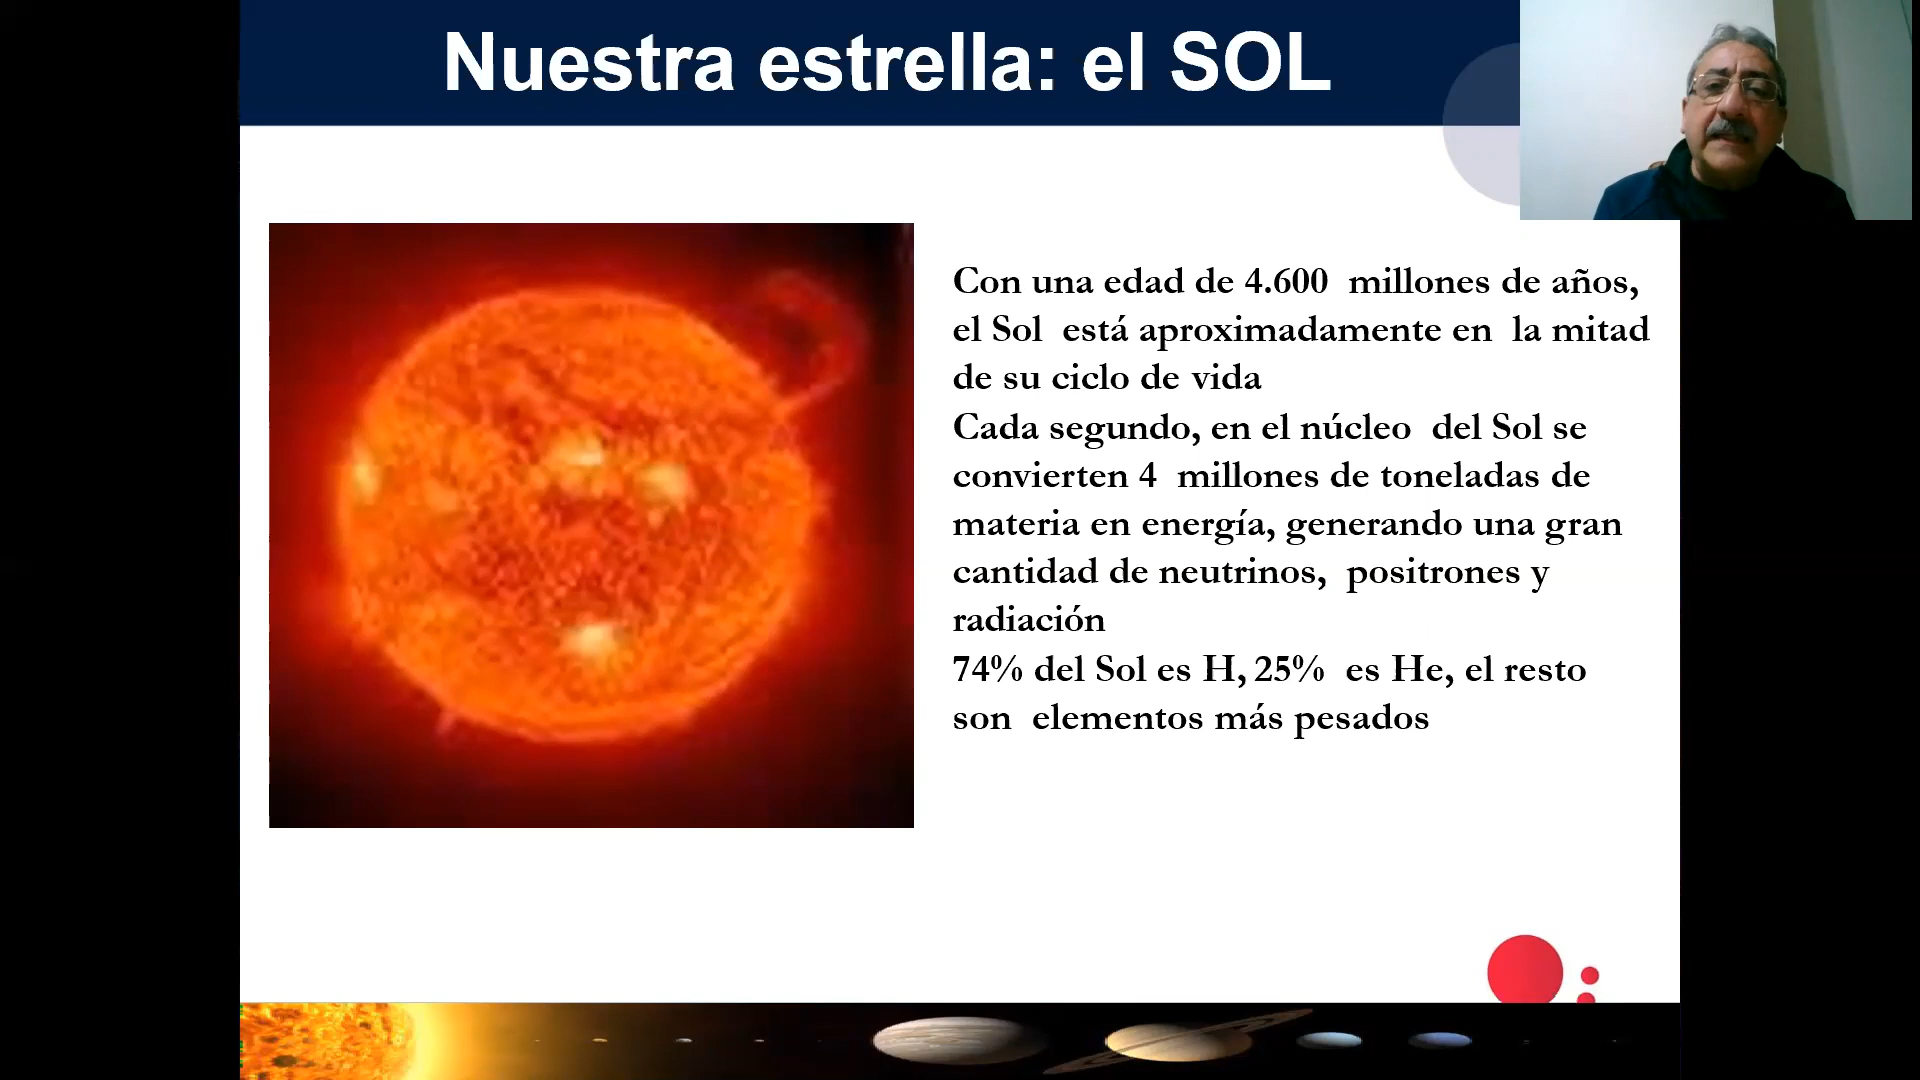 Nuestra estrella: el SOL
Con una edad de 4.600 millones de años,
el Sol está aproximadamente en la mitad
de su ciclo de vida
Cada segundo, en el núcleo del Sol se
convierten 4 millones de toneladas de
materia en energía, generando una gran
cantidad de neutrinos, positrones y
radiación
74% del Sol es H, 25% es He, el resto
son elementos más pesados